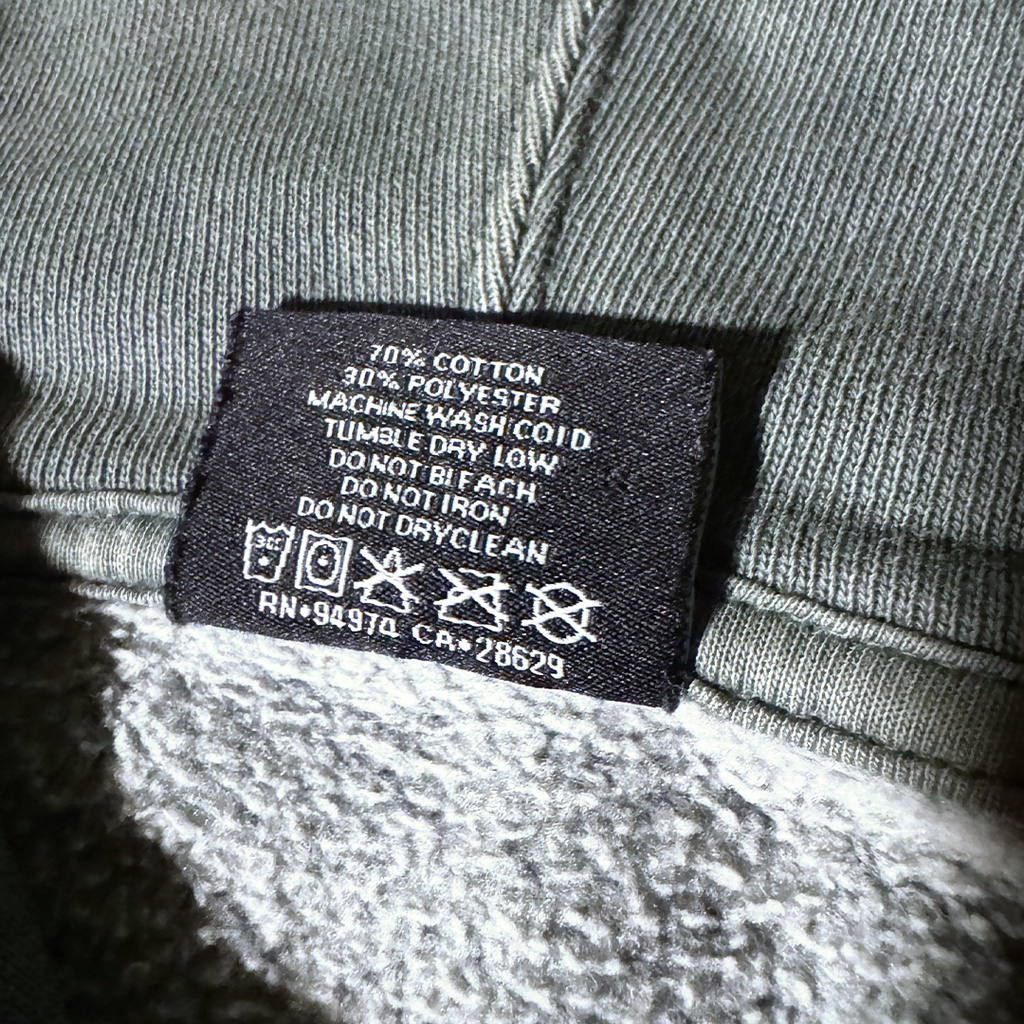 70% COTTON
30% POLYESTER
MACHINE WASH COLD
TUMBLE DRY LOW
DO NOT BLEACH
DO NOT IRON
DO NOT DRYCLEAN
RN•94974 CA•28629